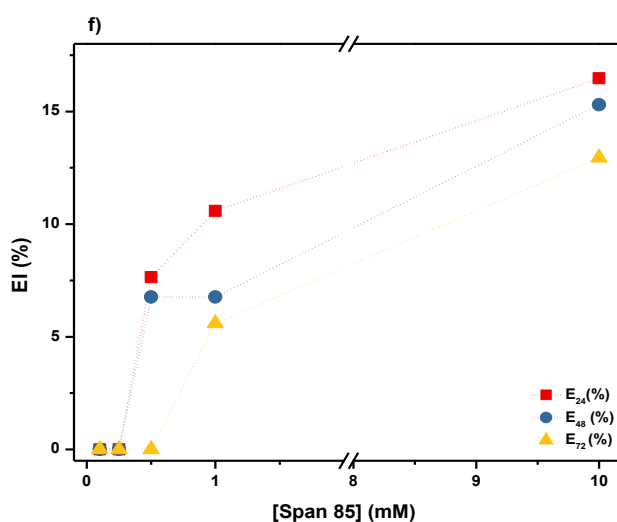 f)
15
10
5
0
EI (%)
0
1
8
9
10
[Span 85] (mM)
E₂₄(%)
E₄₈ (%)
E₇₂(%)